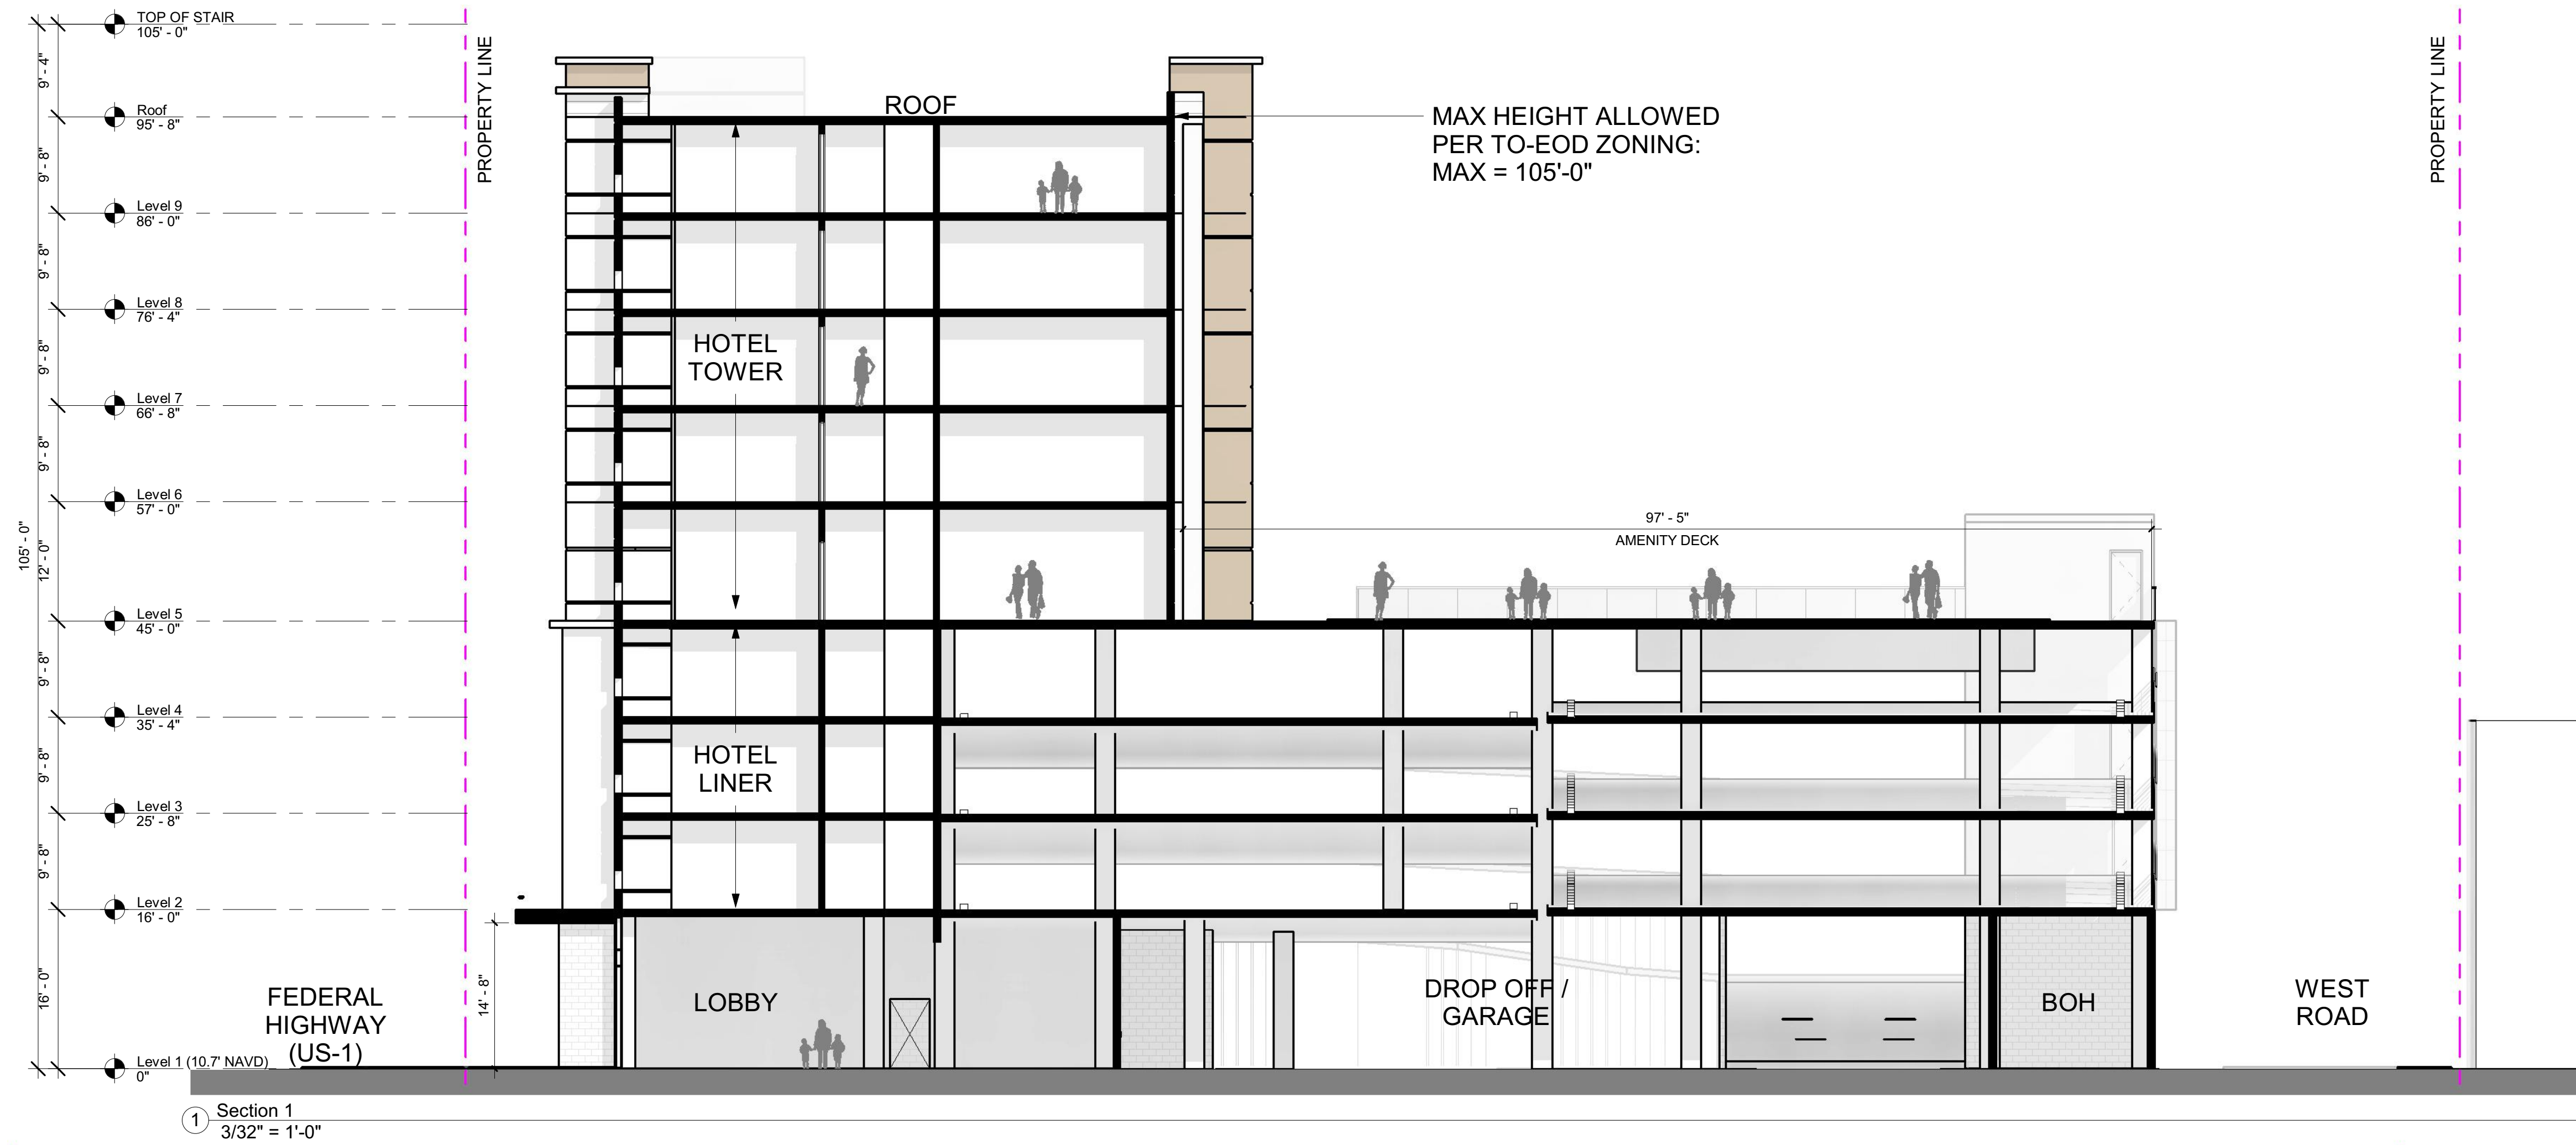 TOP OF STAIR
105' - 0"
9' - 4"
Roof
95' - 8"
9' - 8"
Level 9
86' - 0"
9' - 8"
Level 8
76' - 4"
9' - 8"
Level 7
66' - 8"
9' - 8"
Level 6
57' - 0"
105' - 0"
12' - 0"
Level 5
45' - 0"
9' - 8"
Level 4
35' - 4"
9' - 8"
Level 3
25' - 8"
9' - 8"
Level 2
16' - 0"
16' - 0"
Level 1 (10.7' NAVD)
0"
PROPERTY LINE
ROOF
MAX HEIGHT ALLOWED
PER TO-EOD ZONING:
MAX = 105'-0"
PROPERTY LINE
HOTEL
TOWER
97' - 5"
AMENITY DECK
HOTEL
LINER
14' - 8"
FEDERAL
HIGHWAY
(US-1)
LOBBY
DROP OFF /
GARAGE
BOH
WEST
ROAD
1
Section 1
3/32" = 1'-0"